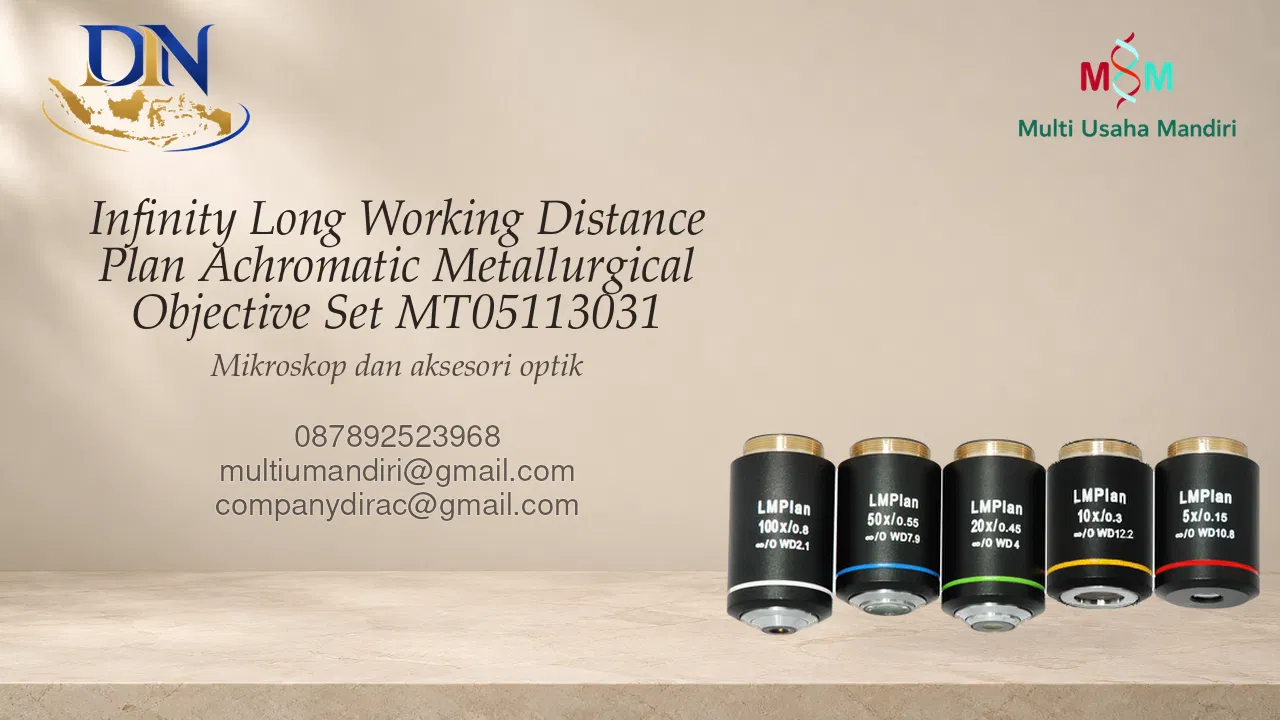 DIN
M M
Multi Usaha Mandiri
Infinity Long Working Distance
Plan Achromatic Metallurgical
Objective Set MT05113031
Mikroskop dan aksesori optik
087892523968
multiumandiri@gmail.com
companydirac@gmail.com
LMPlan
100x/0.8
∞/0 WD2.1
LMPlan
50x/0.55
∞/0 WD7.9
LMPlan
20x/0.45
∞/0 WD4
LMPlan
10x/0.3
∞/0 WD12.2
LMPlan
5x/0.15
∞/0 WD10.8